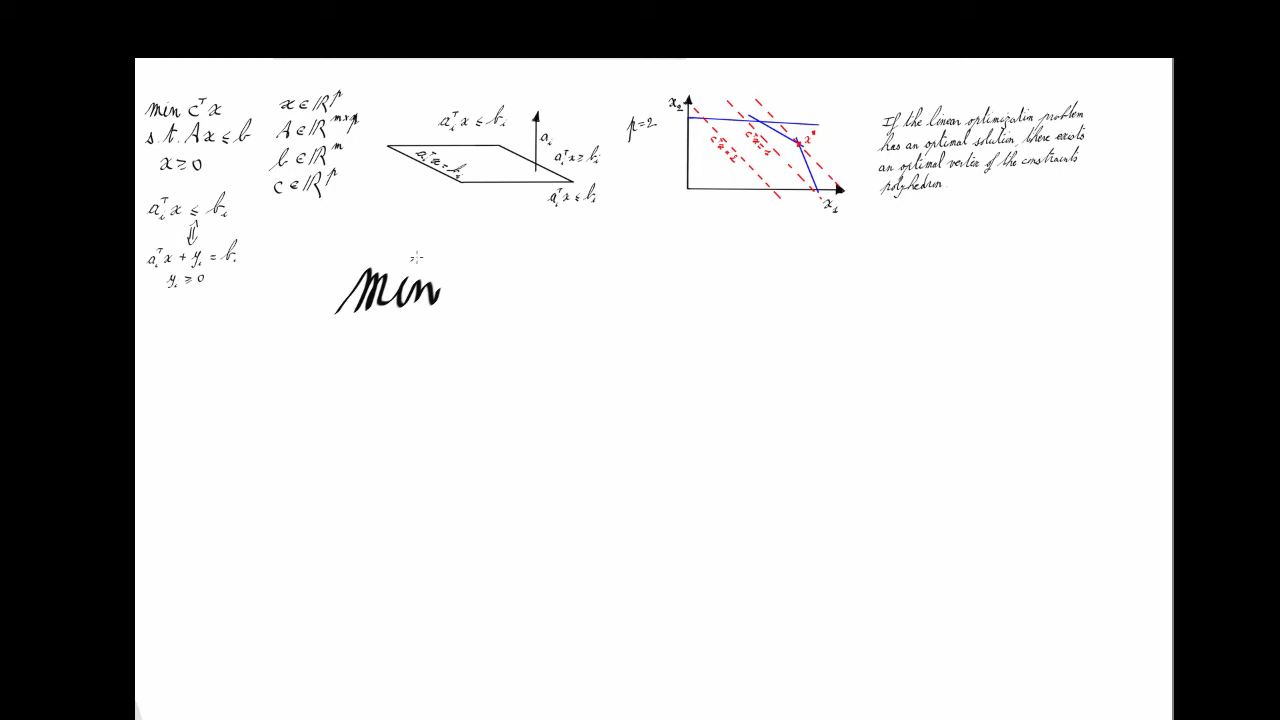 min cᵀx
s.t. Ax ≤ b
x ≥ 0
aᵢᵀx ≤ bᵢ
⇕
aᵢᵀx + yᵢ = bᵢ
yᵢ ≥ 0
x ∈ ℝᵖ
A ∈ ℝᵐˣᵖ
b ∈ ℝᵐ
c ∈ ℝᵖ
aᵢᵀx ≤ bᵢ
aᵢ
aᵢᵀx ≥ bᵢ
aᵢᵀx = bᵢ
aᵢᵀx ≤ bᵢ
p=2
x₂
x*
x₁
If the linear optimization problem
has an optimal solution, there exists
an optimal vertex of the constraints
polyhedron.
min